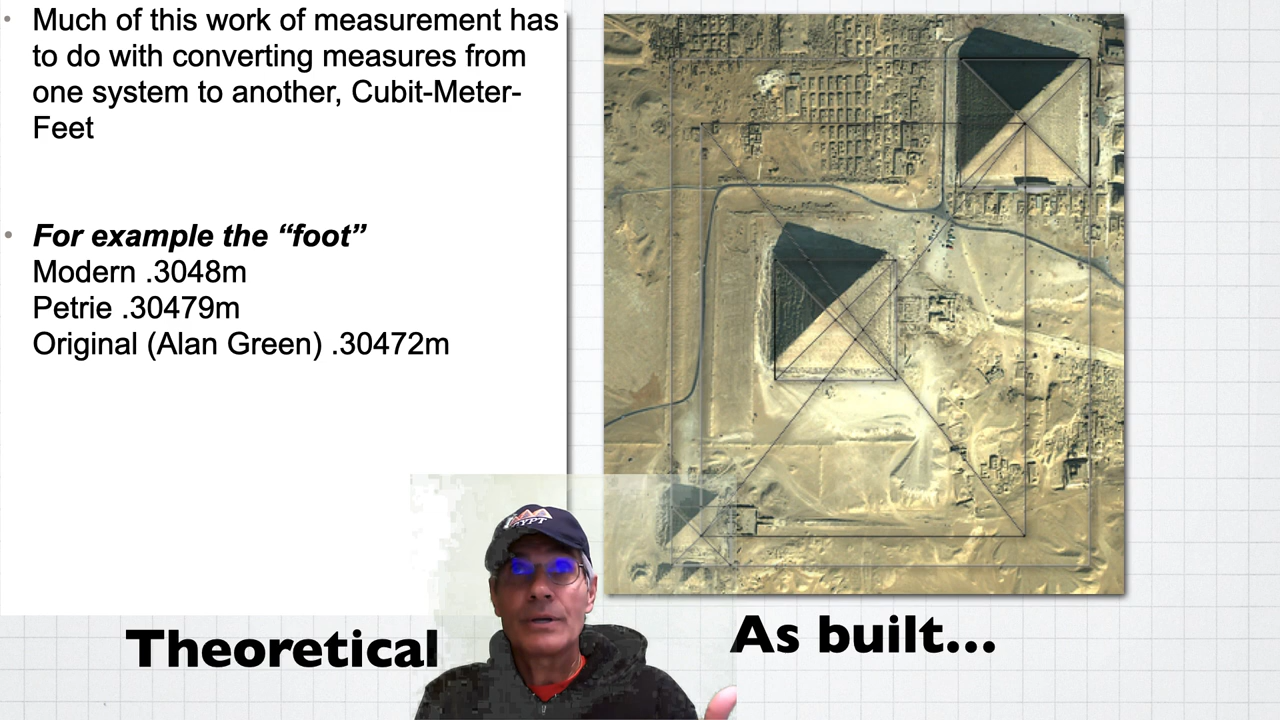 • Much of this work of measurement has
to do with converting measures from
one system to another, Cubit-Meter-
Feet
• For example the “foot”
Modern .3048m
Petrie .30479m
Original (Alan Green) .30472m
Theoretical
As built...